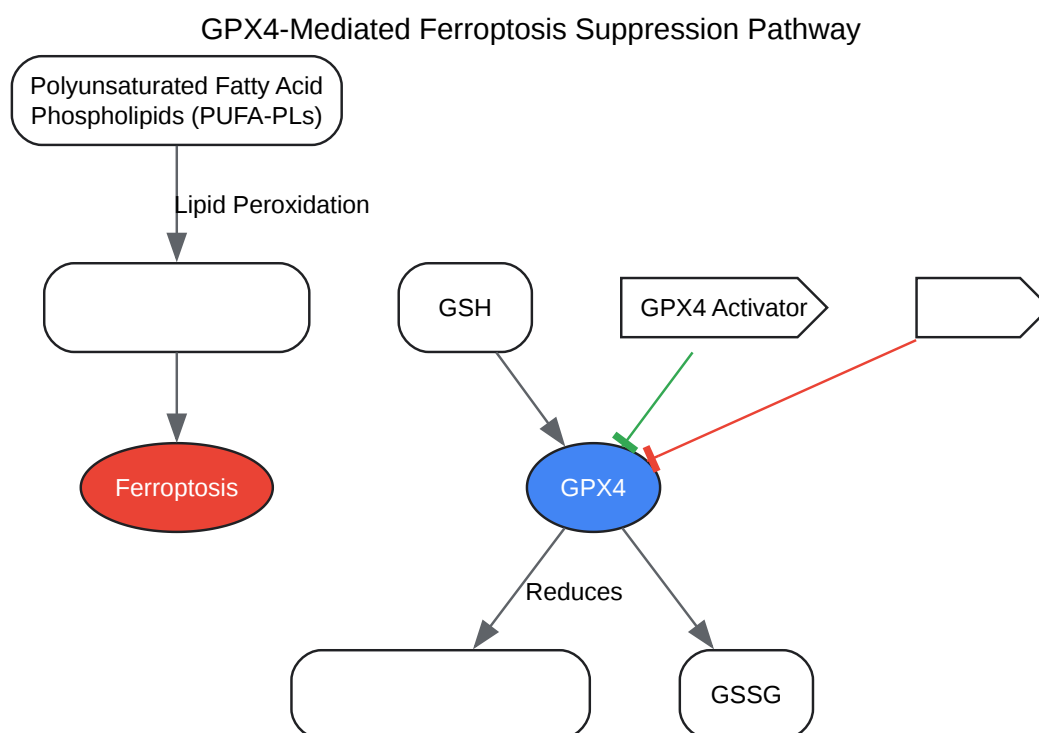 GPX4-Mediated Ferroptosis Suppression Pathway
Polyunsaturated Fatty Acid
Phospholipids (PUFA-PLs)
Lipid Peroxidation
GSH
GPX4 Activator
Ferroptosis
GPX4
Reduces
GSSG